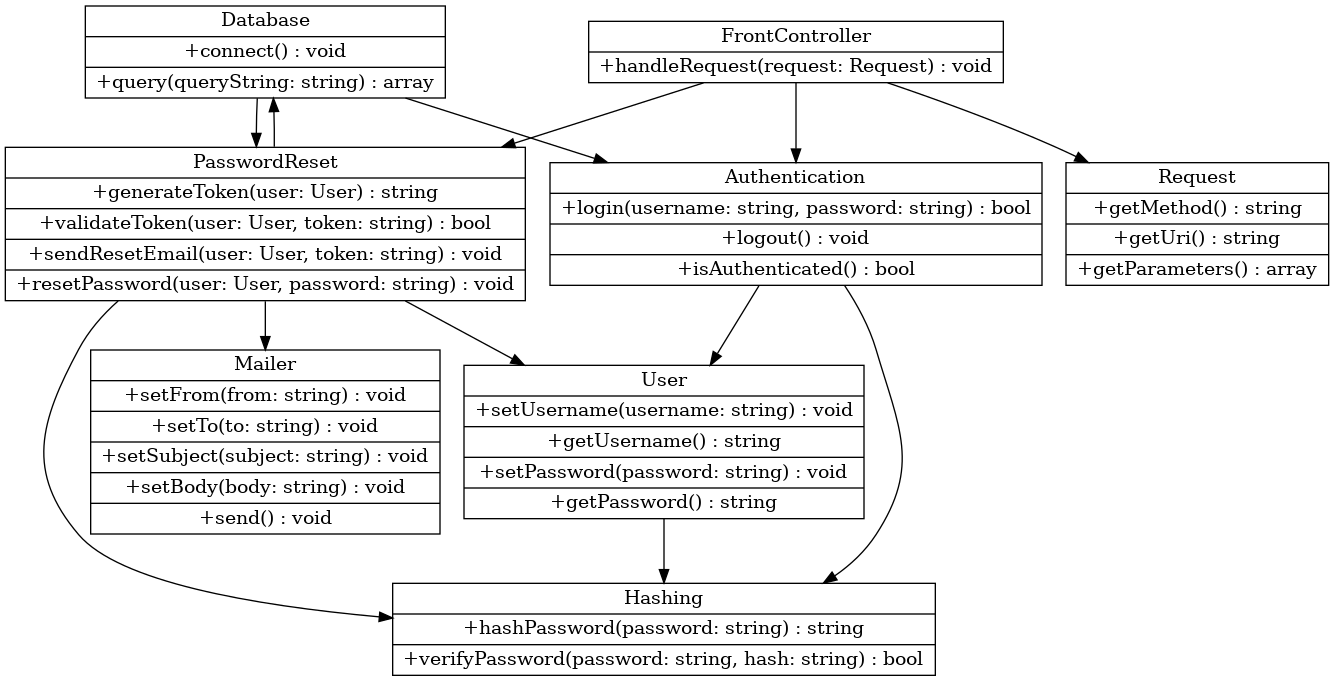 Database
+connect() : void
+query(queryString: string) : array
FrontController
+handleRequest(request: Request) : void
PasswordReset
+generateToken(user: User) : string
+validateToken(user: User, token: string) : bool
+sendResetEmail(user: User, token: string) : void
+resetPassword(user: User, password: string) : void
Authentication
+login(username: string, password: string) : bool
+logout() : void
+isAuthenticated() : bool
Request
+getMethod() : string
+getUri() : string
+getParameters() : array
Mailer
+setFrom(from: string) : void
+setTo(to: string) : void
+setSubject(subject: string) : void
+setBody(body: string) : void
+send() : void
User
+setUsername(username: string) : void
+getUsername() : string
+setPassword(password: string) : void
+getPassword() : string
Hashing
+hashPassword(password: string) : string
+verifyPassword(password: string, hash: string) : bool